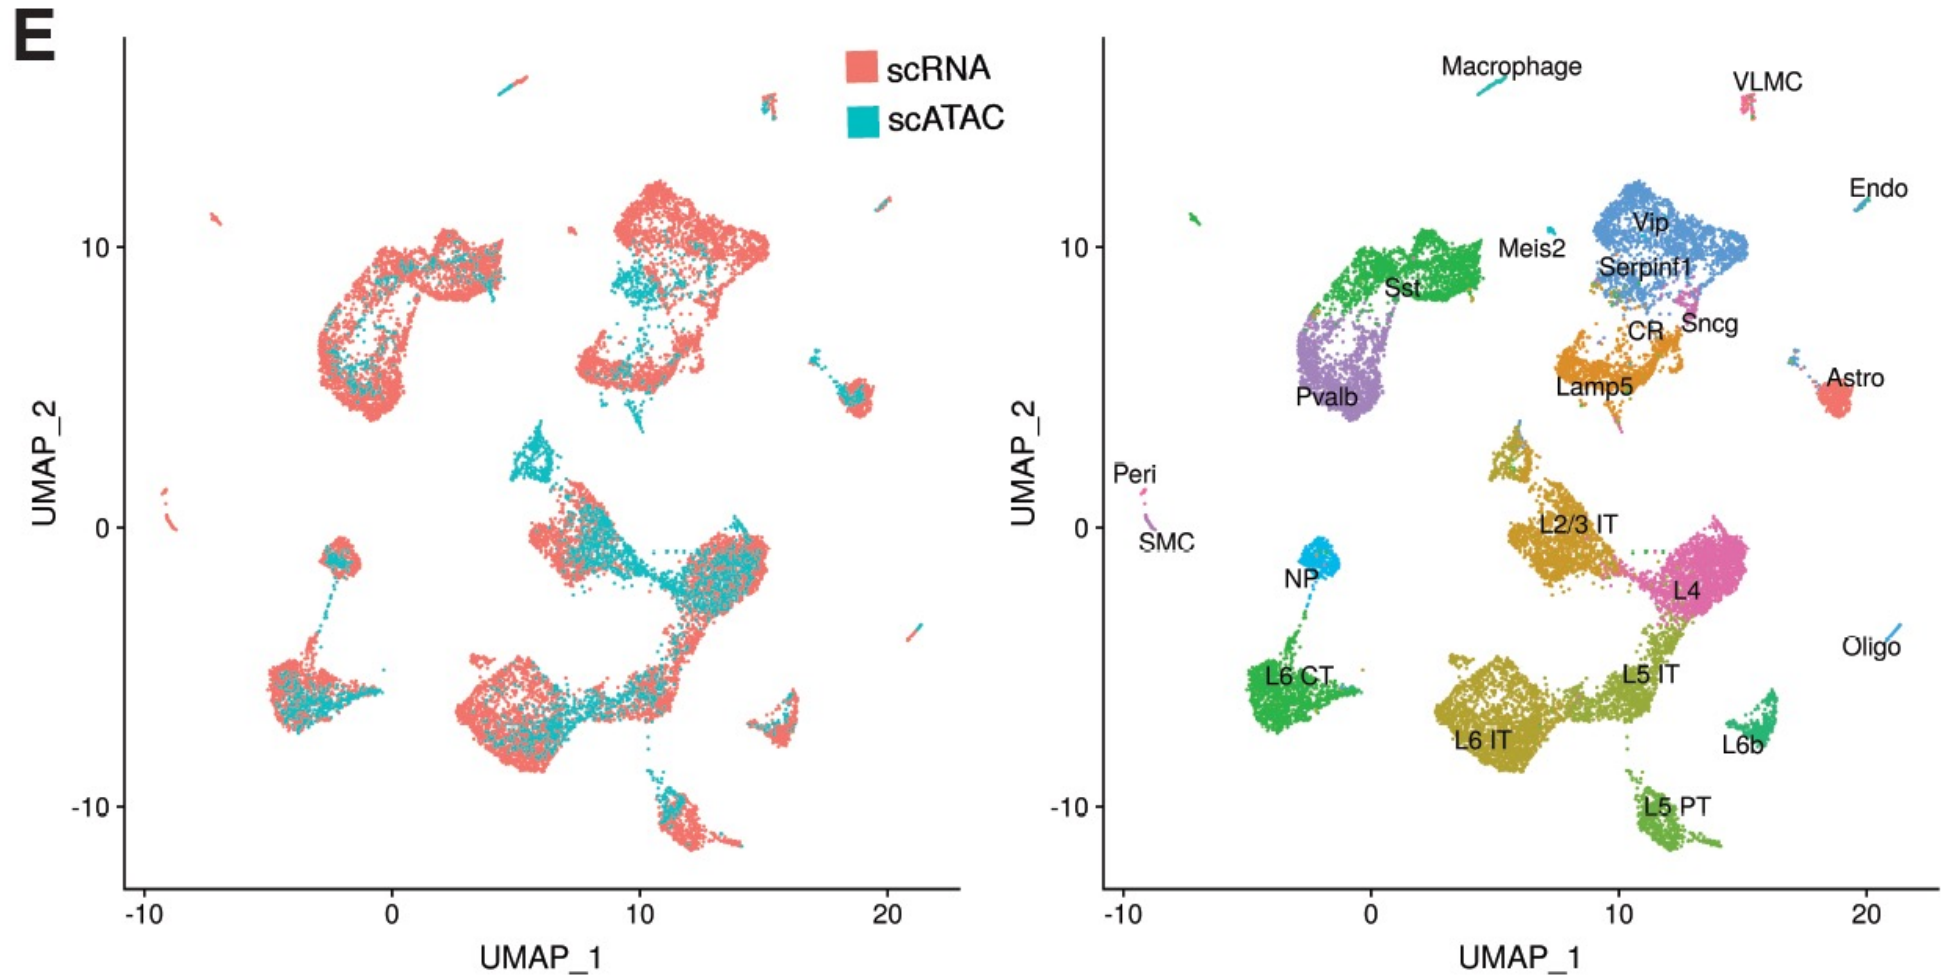 E
scRNA
scATAC
10
0
-10
-10
0
10
20
UMAP_1
UMAP_2
Macrophage
VLMC
Endo
Vip
Meis2
Serpinf1
Sst
CR
Sncg
Lamp5
Astro
Pvalb
Peri
L2/3 IT
SMC
NP
L4
Oligo
L6 CT
L5 IT
L6 IT
L6b
L5 PT
10
0
-10
-10
0
10
20
UMAP_1
UMAP_2